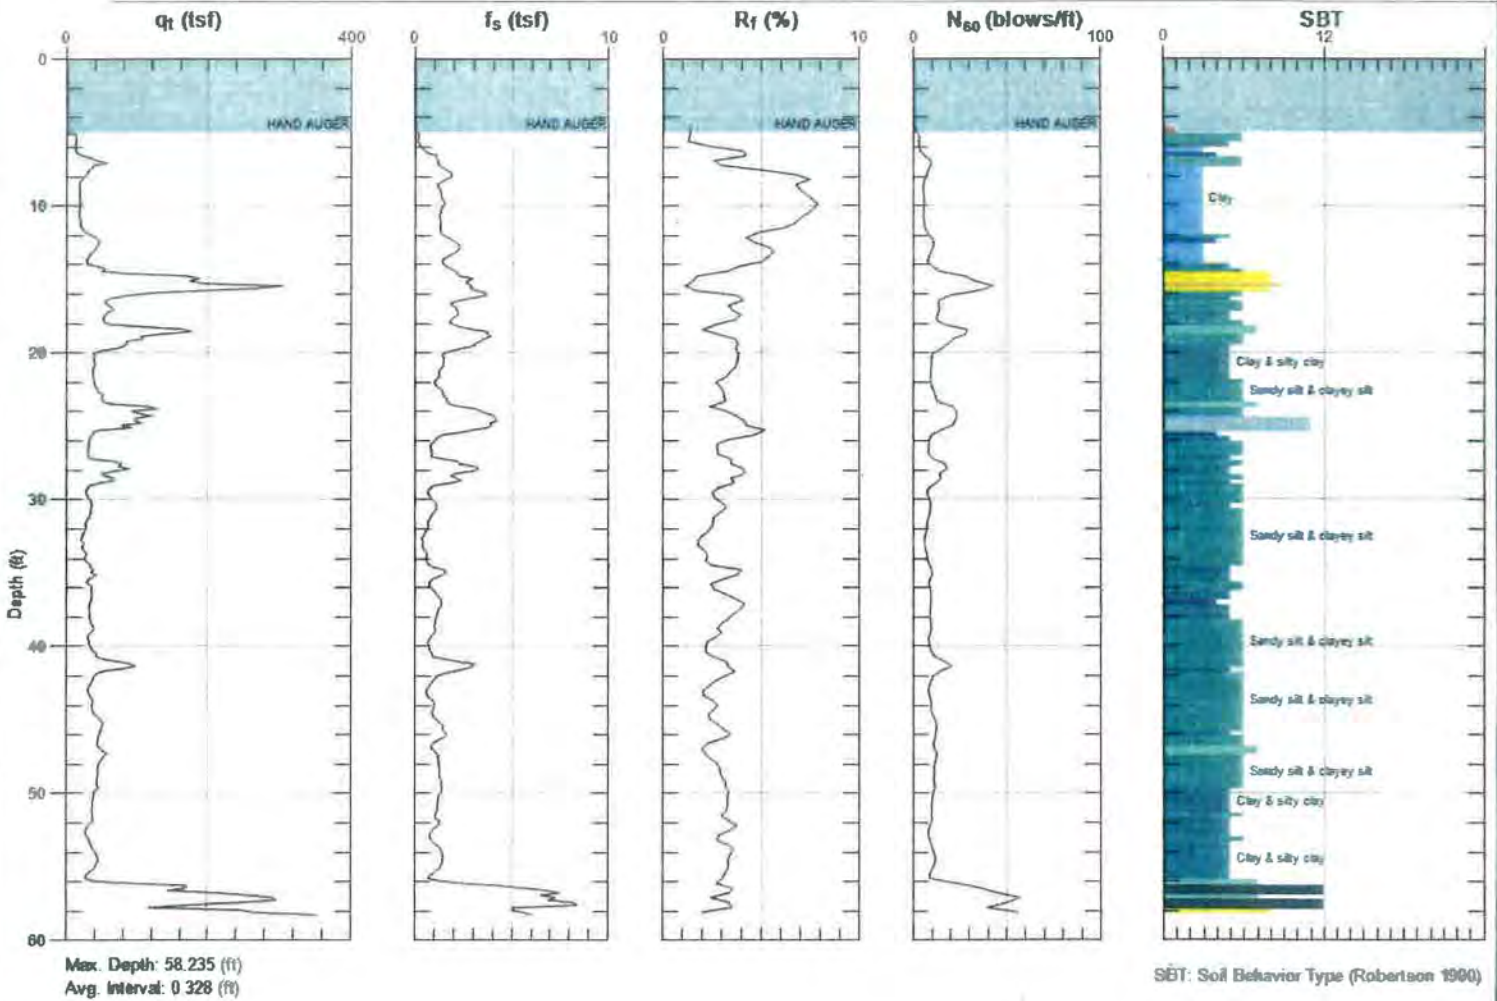 qt (tsf) fs (tsf) Rf (%) N60 (blows/ft) SBT
0 400 0 10 0 10 0 100 0 12
0
HAND AUGER HAND AUGER HAND AUGER HAND AUGER
10
Clay
20
Clay & silty clay
Sandy silt & clayey silt
30
Sandy silt & clayey silt
Depth (ft)
40
Sandy silt & clayey silt
Sandy silt & clayey silt
Sandy silt & clayey silt
50
Clay & silty clay
Clay & silty clay
60
Max. Depth: 58.235 (ft)
Avg. Interval: 0.328 (ft)
SBT: Soil Behavior Type (Robertson 1990)